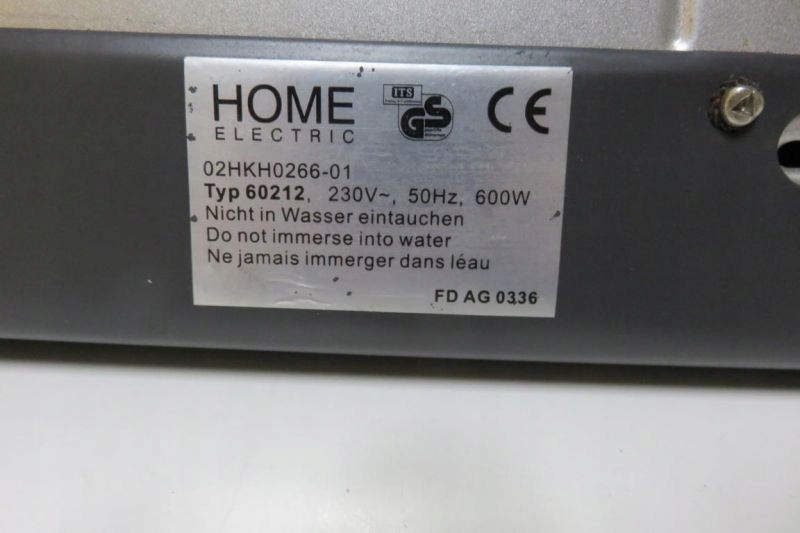 HOME
ELECTRIC
ITS
GS
CE
02HKH0266-01
Typ 60212, 230V~, 50Hz, 600W
Nicht in Wasser eintauchen
Do not immerse into water
Ne jamais immerger dans léau
FD AG 0336